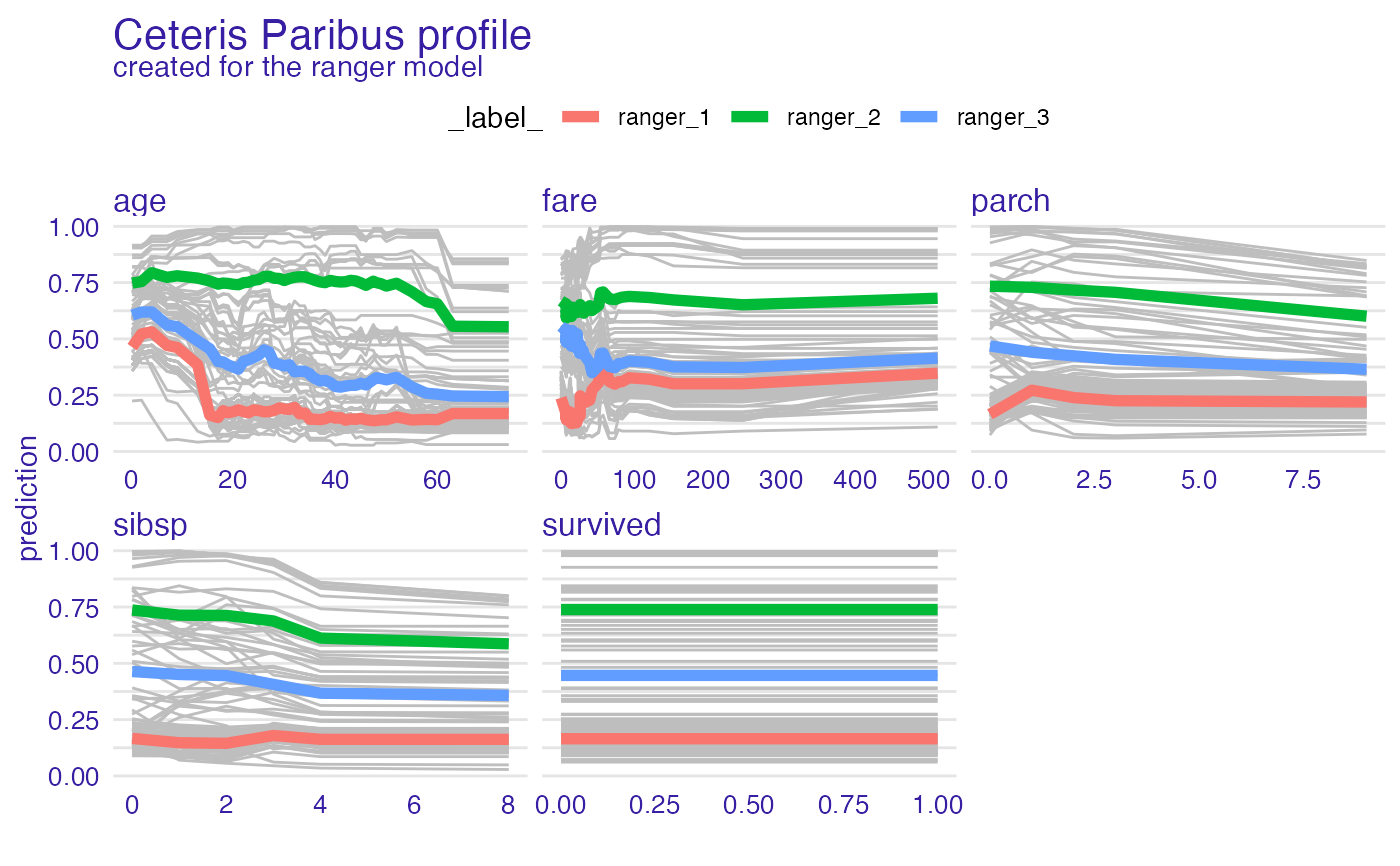 Ceteris Paribus profile
created for the ranger model
_label_ ranger_1 ranger_2 ranger_3
age fare parch
1.00
0.75
0.50
0.25
0.00
0 20 40 60 0 100 200 300 400 500 0.0 2.5 5.0 7.5
prediction
sibsp survived
1.00
0.75
0.50
0.25
0.00
0 2 4 6 8 0.00 0.25 0.50 0.75 1.00